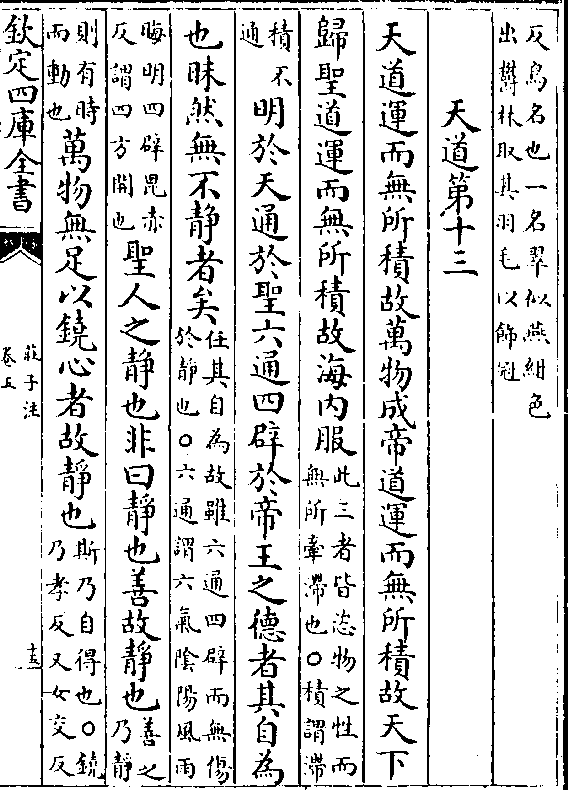 反鳥名也一名翠似燕紺色
出鬱林取其羽毛以飾冠
天道第十三
天道運而無所積故萬物成帝道運而無所積故天下
歸聖道運而無所積故海内服此三者皆恣物之性而
無所牽滯也〇積謂滯
積不
通
明於天通於聖六通四辟於帝王之德者其自為
也昧然無不靜者矣任其自為故雖六通四辟而無傷
於靜也〇六通謂六氣陰陽風雨
晦明四辟毘赤
反謂四方開也
聖人之靜也非曰靜也善故靜也善之
乃靜
則有時
而動也
萬物無足以鐃心者故靜也斯乃自得也〇鐃
乃孝反又女交反
欽定四庫全書
莊子注
卷五
十五